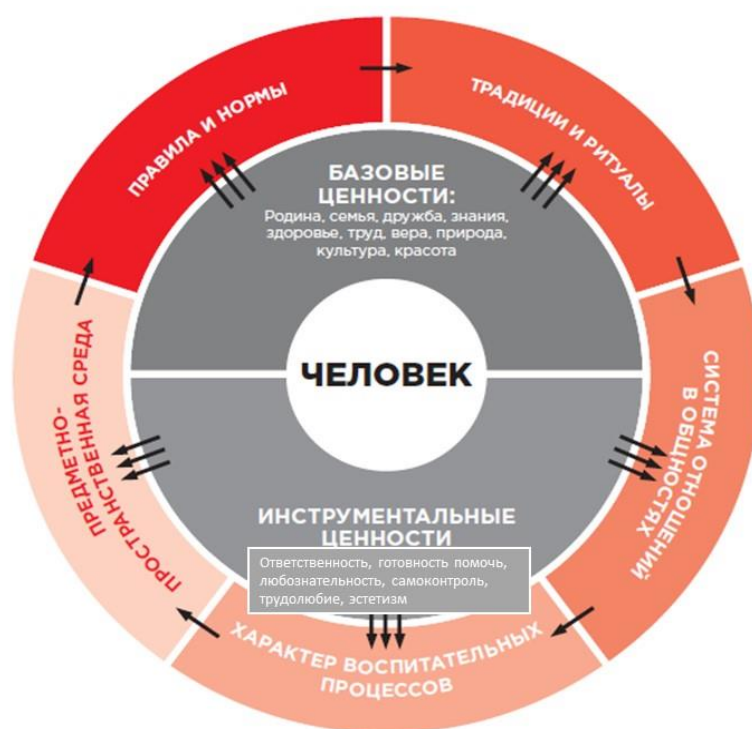 ПРАВИЛА И НОРМЫ
ТРАДИЦИИ И РИТУАЛЫ
БАЗОВЫЕ
ЦЕННОСТИ:
Родина, семья, дружба, знания,
здоровье, труд, вера, природа,
культура, красота
ЧЕЛОВЕК
ПРЕДМЕТНО-
ПРОСТРАНСТВЕННАЯ СРЕДА
СИСТЕМА ОТНОШЕНИЙ
В ОБЩНОСТЯХ
ИНСТРУМЕНТАЛЬНЫЕ
ЦЕННОСТИ
Ответственность, готовность помочь,
любознательность, самоконтроль,
трудолюбие, эстетизм
ХАРАКТЕР ВОСПИТАТЕЛЬНЫХ
ПРОЦЕССОВ